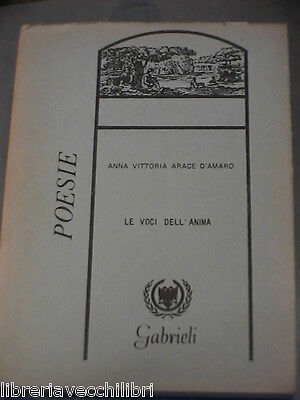 POESIE
ANNA VITTORIA ARACE D'AMARO
LE VOCI DELL'ANIMA
Gabrieli
libreriavecchilibri